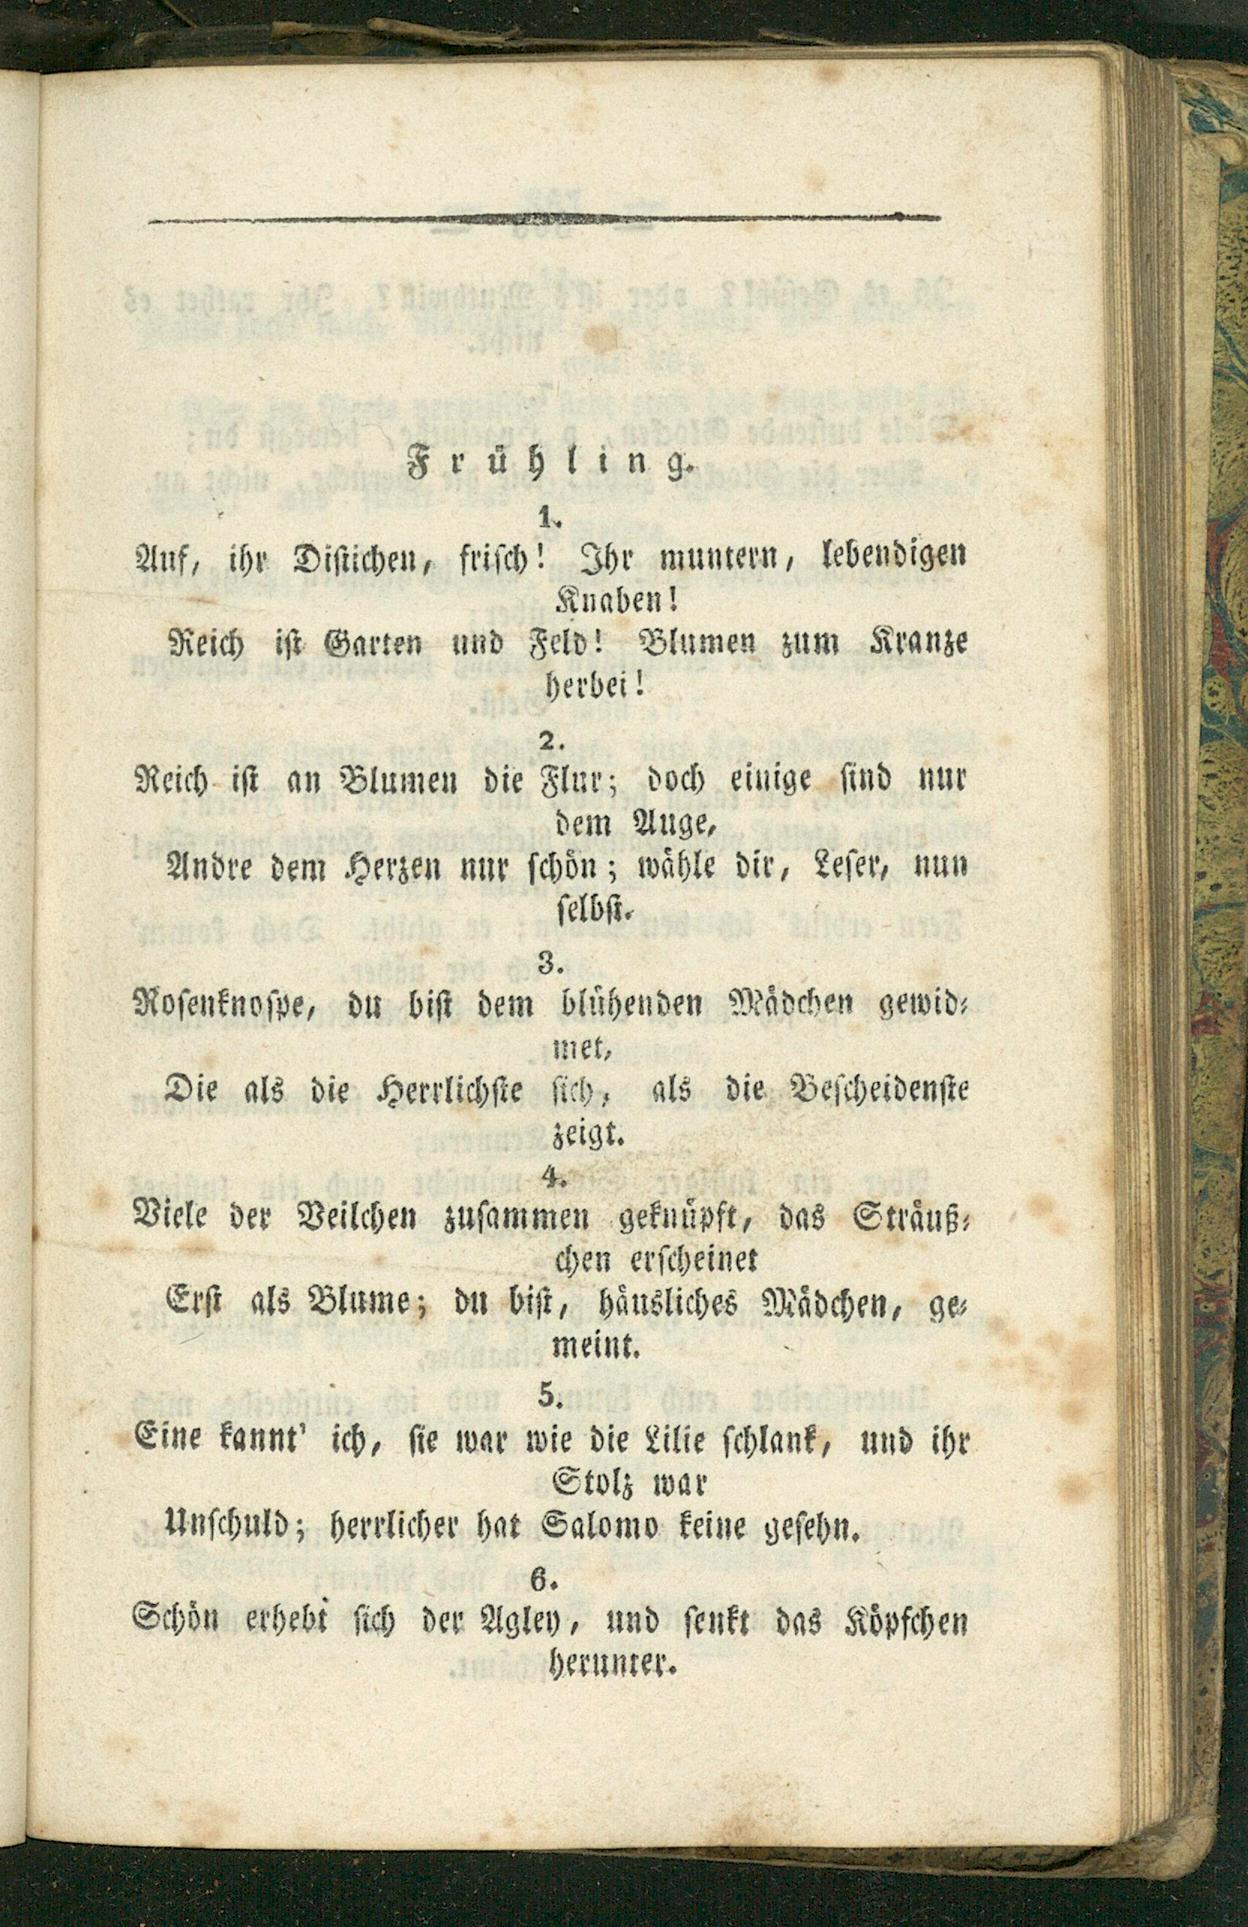 Frühling.
1.
Auf, ihr Distichen, frisch! Ihr muntern, lebendigen
Knaben!
Reich ist Garten und Feld! Blumen zum Kranze
herbei!
2.
Reich ist an Blumen die Flur; doch einige sind nur
dem Auge,
Andre dem Herzen nur schön; wähle dir, Leser, nun
selbst.
3.
Rosenknospe, du bist dem blühenden Mädchen gewid-
met,
Die als die Herrlichste sich, als die Bescheidenste
zeigt.
4.
Viele der Veilchen zusammen geknüpft, das Sträuß-
chen erscheinet
Erst als Blume; du bist, häusliches Mädchen, ge-
meint.
5.
Eine kannt' ich, sie war wie die Lilie schlank, und ihr
Stolz war
Unschuld; herrlicher hat Salomo keine gesehn.
6.
Schön erhebt sich der Agley, und senkt das Köpfchen
herunter.